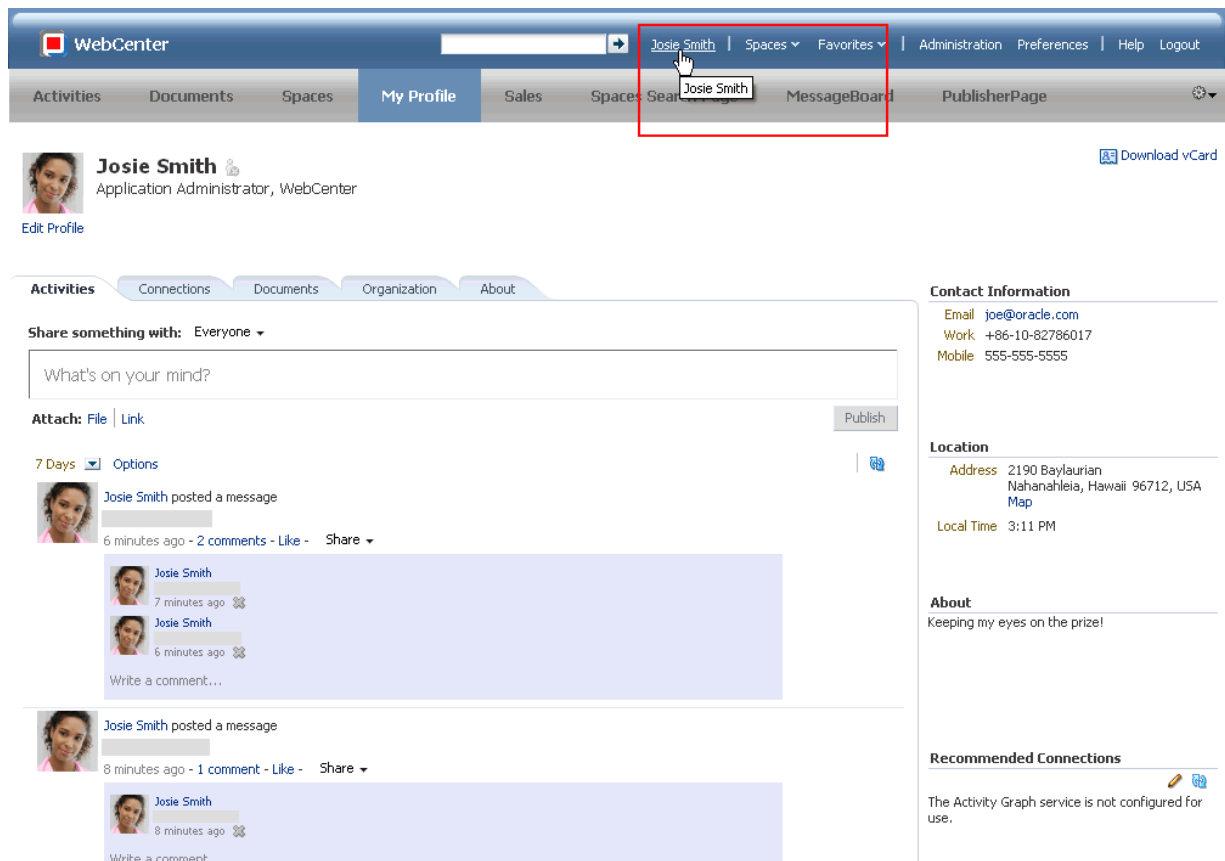 WebCenter
Josie Smith | Spaces | Favorites | Administration Preferences | Help Logout
Josie Smith
Activities Documents Spaces My Profile Sales Spaces MessageBoard PublisherPage
Josie Smith
Application Administrator, WebCenter
Edit Profile
Download vCard
Activities Connections Documents Organization About
Share something with: Everyone
What's on your mind?
Attach: File | Link
Publish
7 Days Options
Josie Smith posted a message
6 minutes ago - 2 comments - Like - Share
Josie Smith
7 minutes ago
Josie Smith
6 minutes ago
Write a comment...
Josie Smith posted a message
8 minutes ago - 1 comment - Like - Share
Josie Smith
8 minutes ago
Write a comment
Contact Information
Email joe@oracle.com
Work +86-10-82786017
Mobile 555-555-5555
Location
Address 2190 Baylaurian
Nahanahleia, Hawaii 96712, USA
Map
Local Time 3:11 PM
About
Keeping my eyes on the prize!
Recommended Connections
The Activity Graph service is not configured for
use.